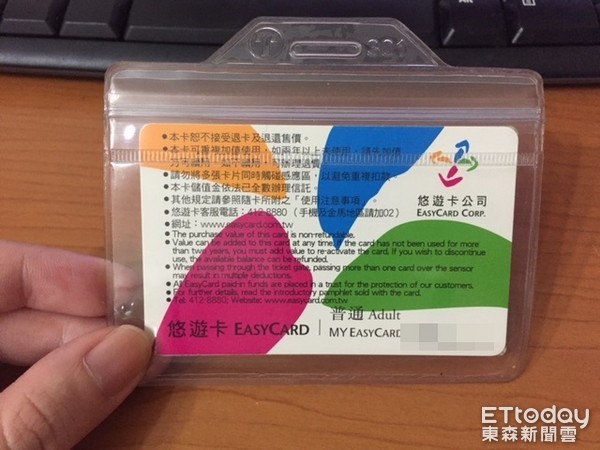 321
●本卡恕不接受退卡及退還售價。
●本卡可重複加值使用，如兩年以上未使用，請先加值
●請勿將多張卡片同時觸碰感應區，以避免重複扣款。
●本卡儲值金依法已全數辦理信託。
●其他規定請參照隨卡所附之「使用注意事項」。
悠遊卡客服電話：412-8880（手機及金馬地區請加02）
●網址：www.easycard.com.tw
●The purchase value of this card is non-refundable.
●Value can be added to this card at any time. If the card has not been used for more
than two years, you must add value to re-activate the card. If you wish to discontinue
use, the available balance can be refunded.
●When passing through the ticket gates, passing more than one card over the sensor
may result in multiple deductions.
●All EasyCard paid-in funds are placed in a trust for the protection of our customers.
●For further details, read the introductory pamphlet sold with the card.
●Tel: 412-8880; Website: www.easycard.com.tw
悠遊卡公司
EASYCARD CORP.
悠遊卡 EASYCARD
普通 Adult
MY EASYCARD
ETtoday
東森新聞雲